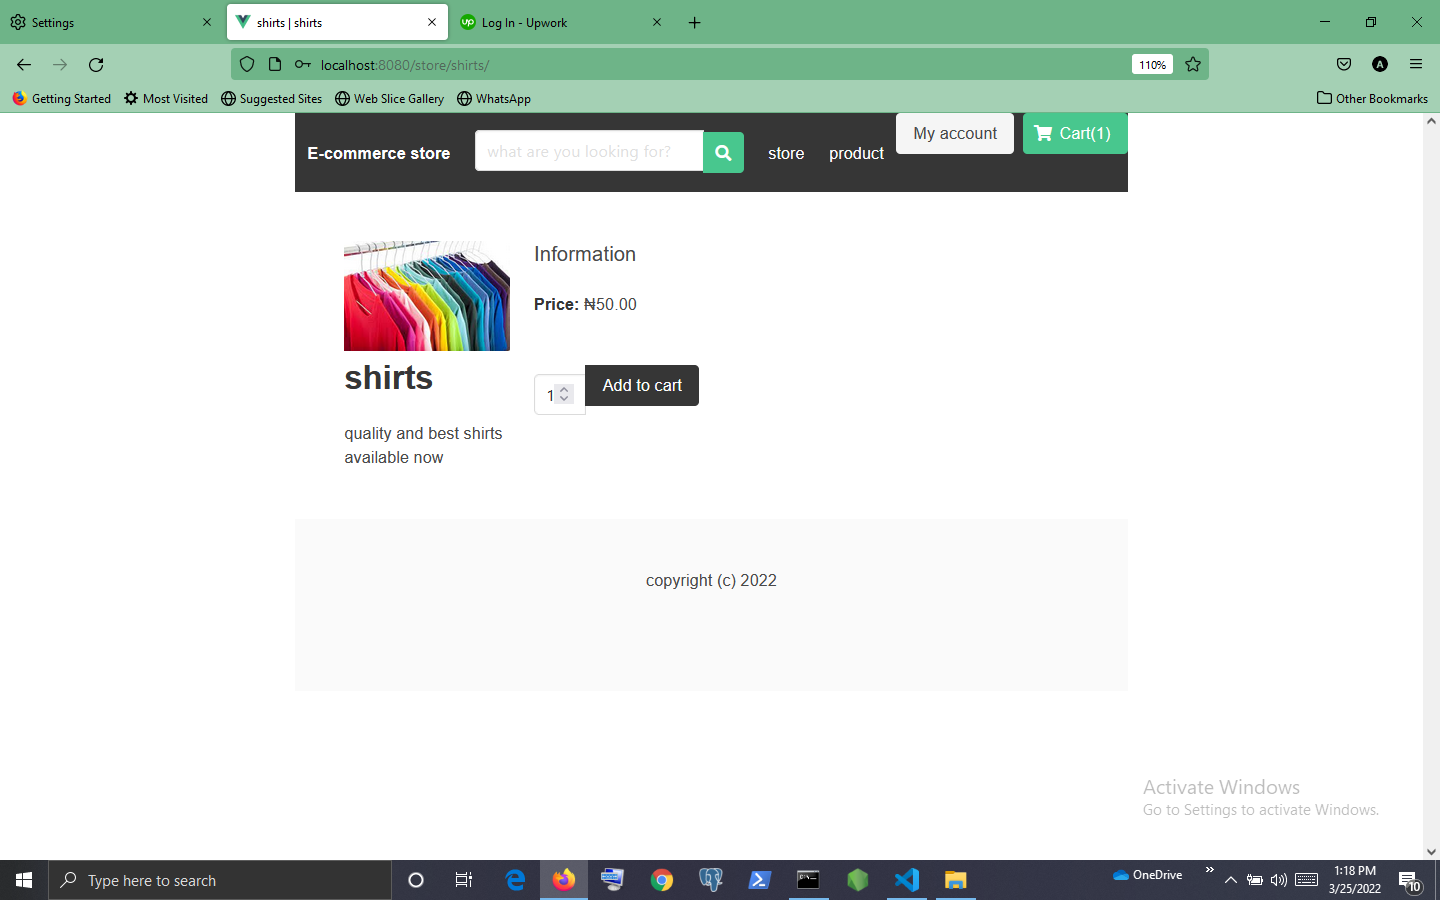 Settings
shirts | shirts
Log In - Upwork
localhost:8080/store/shirts/
110%
A
Getting Started
Most Visited
Suggested Sites
Web Slice Gallery
WhatsApp
Other Bookmarks
E-commerce store
what are you looking for?
store
product
My account
Cart(1)
Information
Price: ₦50.00
shirts
1
Add to cart
quality and best shirts
available now
copyright (c) 2022
Activate Windows
Go to Settings to activate Windows.
Type here to search
OneDrive
1:18 PM
3/25/2022
10